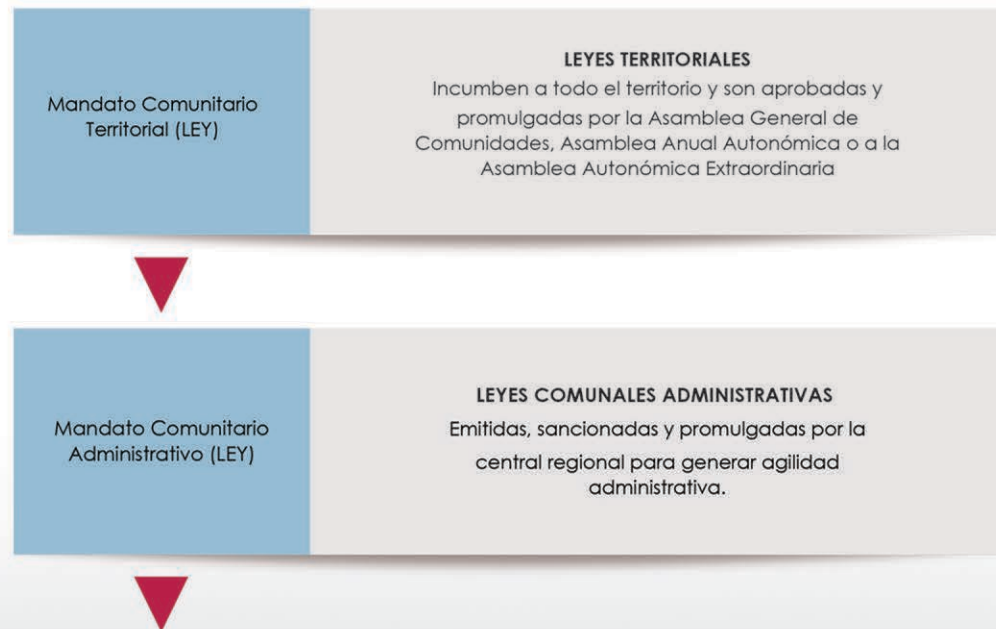 Mandato Comunitario
Territorial (LEY)
LEYES TERRITORIALES
Incumben a todo el territorio y son aprobadas y
promulgadas por la Asamblea General de
Comunidades, Asamblea Anual Autonómica o a la
Asamblea Autonómica Extraordinaria
Mandato Comunitario
Administrativo (LEY)
LEYES COMUNALES ADMINISTRATIVAS
Emitidas, sancionadas y promulgadas por la
central regional para generar agilidad
administrativa.